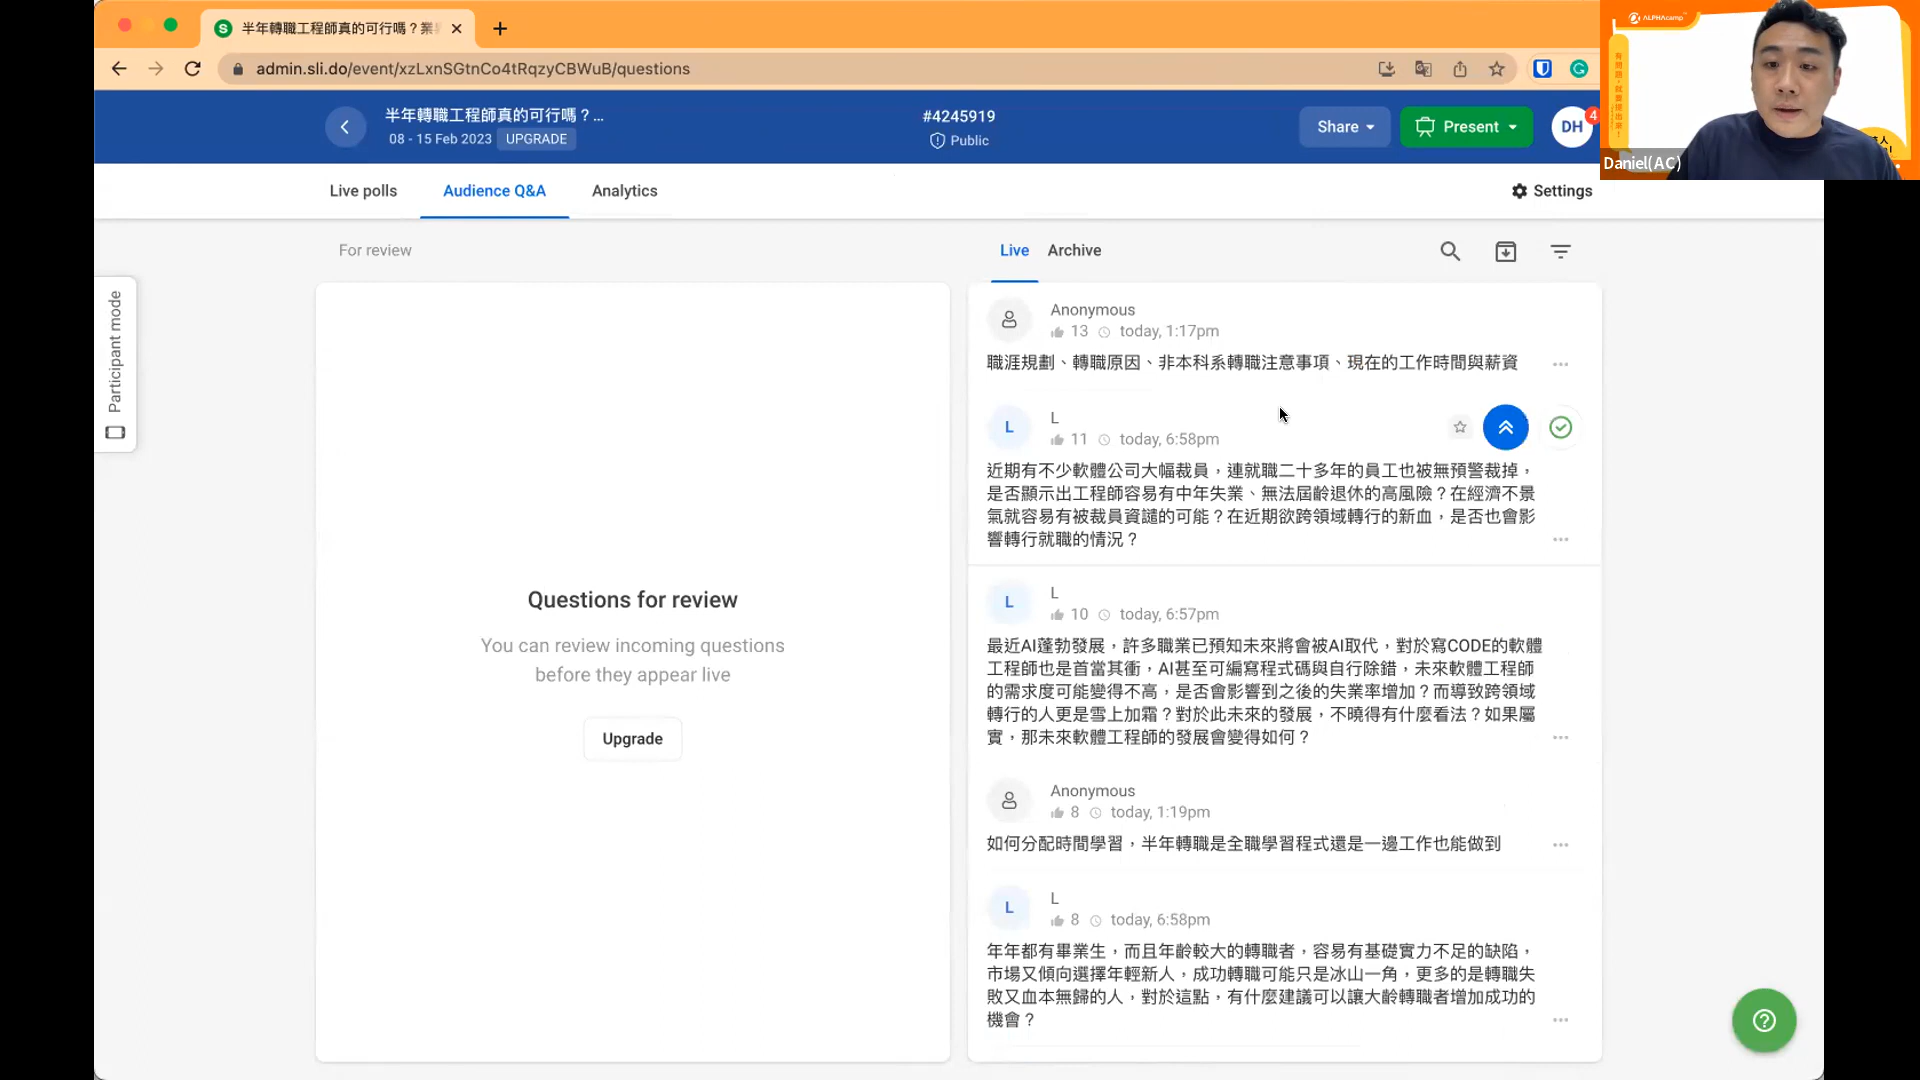 半年轉職工程師真的可行嗎？業
admin.sli.do/event/xzLxnSGtnCo4tRqzyCBWuB/questions
ALPHAcamp
有問題，就要提出來！
Daniel(AC)
半年轉職工程師真的可行嗎？...
08 - 15 Feb 2023 UPGRADE
#4245919
Public
Share
Present
DH
4
Live polls
Audience Q&A
Analytics
Settings
Participant mode
For review
Questions for review
You can review incoming questions
before they appear live
Upgrade
Live
Archive
Anonymous
13 today, 1:17pm
職涯規劃、轉職原因、非本科系轉職注意事項、現在的工作時間與薪資
L
L
11 today, 6:58pm
近期有不少軟體公司大幅裁員，連就職二十多年的員工也被無預警裁掉，
是否顯示出工程師容易有中年失業、無法屆齡退休的高風險？在經濟不景
氣就容易有被裁員資譴的可能？在近期欲跨領域轉行的新血，是否也會影
響轉行就職的情況？
L
L
10 today, 6:57pm
最近AI蓬勃發展，許多職業已預知未來將會被AI取代，對於寫CODE的軟體
工程師也是首當其衝，AI甚至可編寫程式碼與自行除錯，未來軟體工程師
的需求度可能變得不高，是否會影響到之後的失業率增加？而導致跨領域
轉行的人更是雪上加霜？對於此未來的發展，不曉得有什麼看法？如果屬
實，那未來軟體工程師的發展會變得如何？
Anonymous
8 today, 1:19pm
如何分配時間學習，半年轉職是全職學習程式還是一邊工作也能做到
L
L
8 today, 6:58pm
年年都有畢業生，而且年齡較大的轉職者，容易有基礎實力不足的缺陷，
市場又傾向選擇年輕新人，成功轉職可能只是冰山一角，更多的是轉職失
敗又血本無歸的人，對於這點，有什麼建議可以讓大齡轉職者增加成功的
機會？